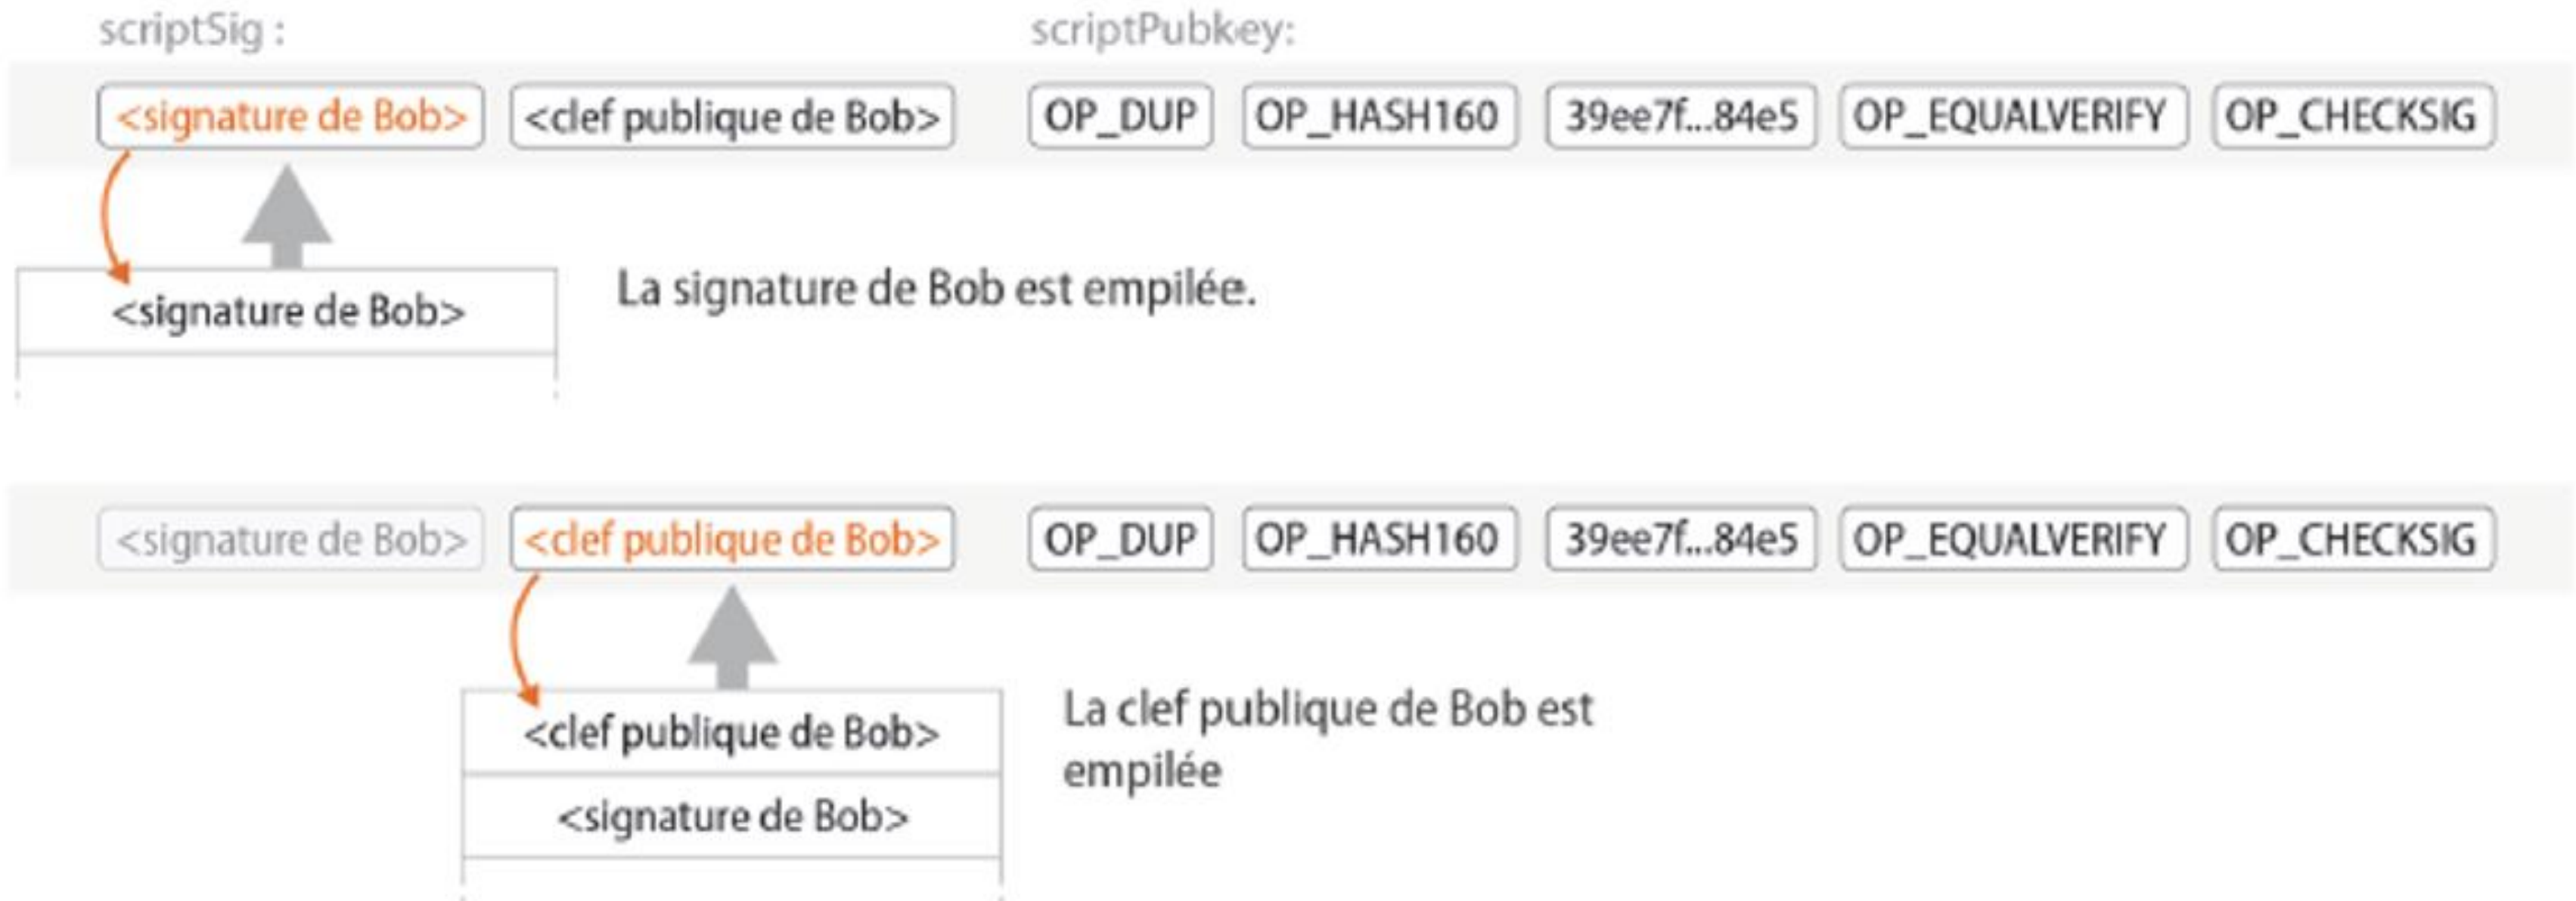 scriptSig : scriptPubkey:
<signature de Bob> <clef publique de Bob> OP_DUP OP_HASH160 39ee7f...84e5 OP_EQUALVERIFY OP_CHECKSIG
<signature de Bob>
La signature de Bob est empilée.
<signature de Bob> <clef publique de Bob> OP_DUP OP_HASH160 39ee7f...84e5 OP_EQUALVERIFY OP_CHECKSIG
<clef publique de Bob>
<signature de Bob>
La clef publique de Bob est
empilée